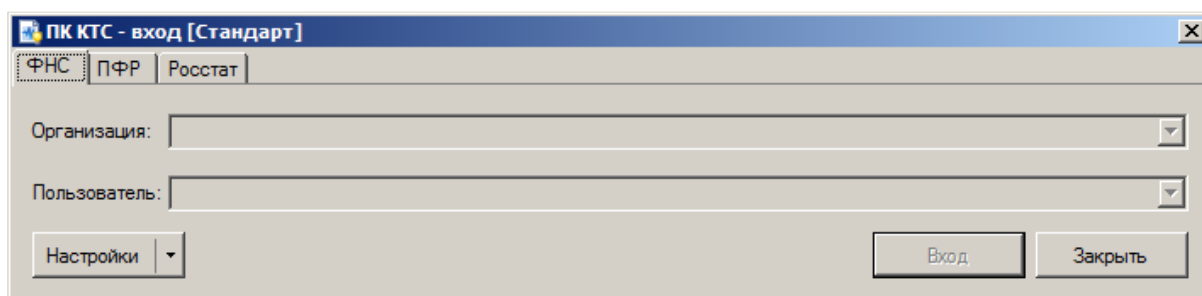 ПК КТС - вход [Стандарт]
ФНС ПФР Росстат
Организация:
Пользователь:
Настройки Вход Закрыть